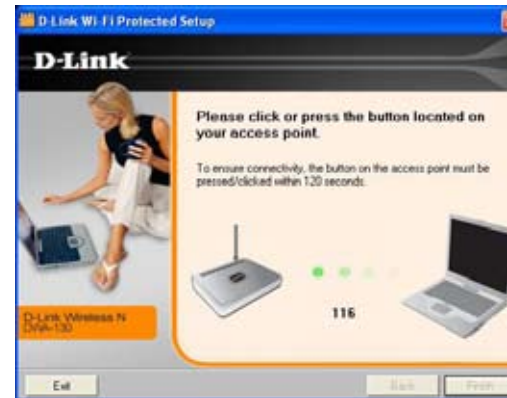 D-Link Wi-Fi Protected Setup
D-Link
Please click or press the button located on
your access point.
To ensure connectivity, the button on the access point must be
pressed/clicked within 120 seconds.
116
D-Link Wireless N
DWA-130
Exit
Back
Finish